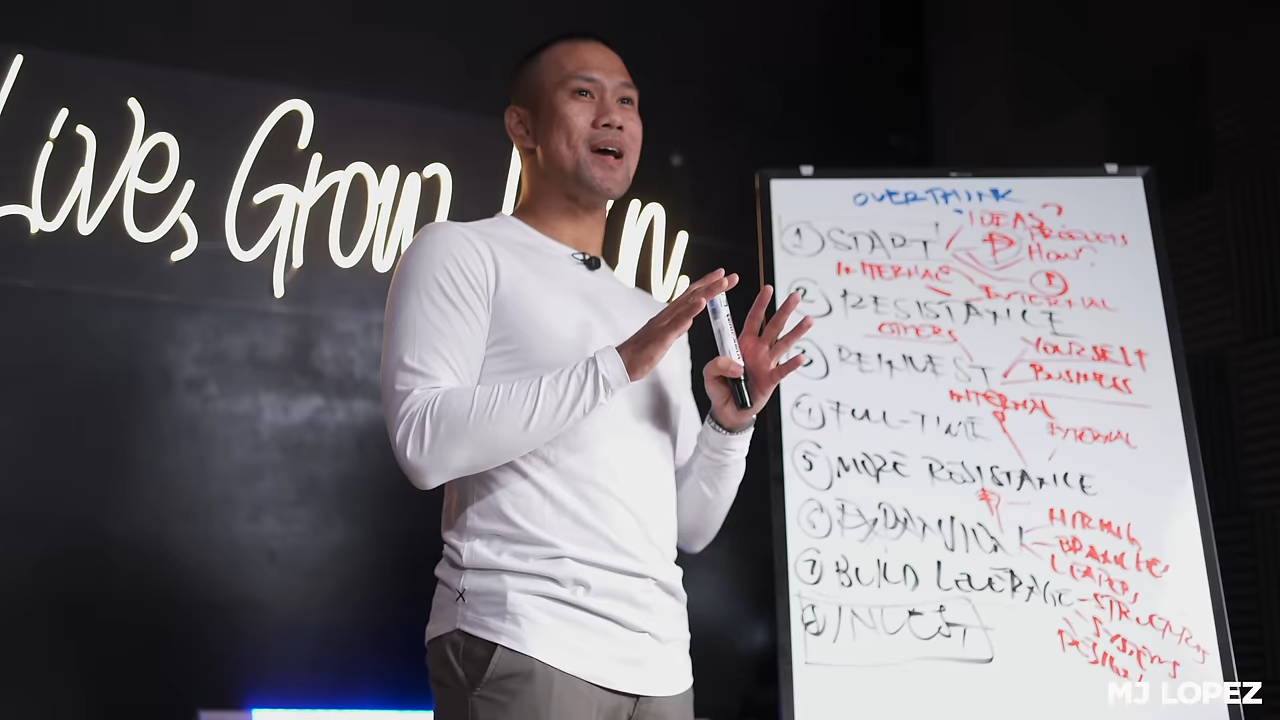 Live, Grow
OVERTHINK
"IDEAS?
① START
How?
INTERNAL
EXTERNAL
② RESISTANCE
OTHERS
YOURSELF
③ REINVEST
BUSINESS
INTERNAL
④ FULL-TIME
EXTERNAL
⑤ MORE RESISTANCE
HIRING
⑥ EXPANSION
BRANCHES
LEADERS
⑦ BUILD LEVERAGE - STRUCTURES
SYSTEMS
⑧ INVEST
MJ LOPEZ